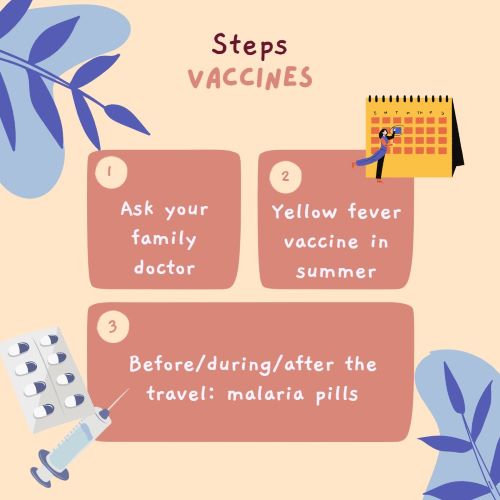 Steps
VACCINES
S M T W T F S
1
Ask your
family
doctor
2
Yellow fever
vaccine in
summer
3
Before/during/after the
travel: malaria pills